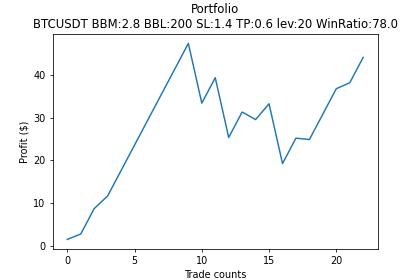 Portfolio
BTCUSDT BBM:2.8 BBL:200 SL:1.4 TP:0.6 lev:20 WinRatio:78.0
40
30
20
10
0
Profit ($)
0 5 10 15 20
Trade counts